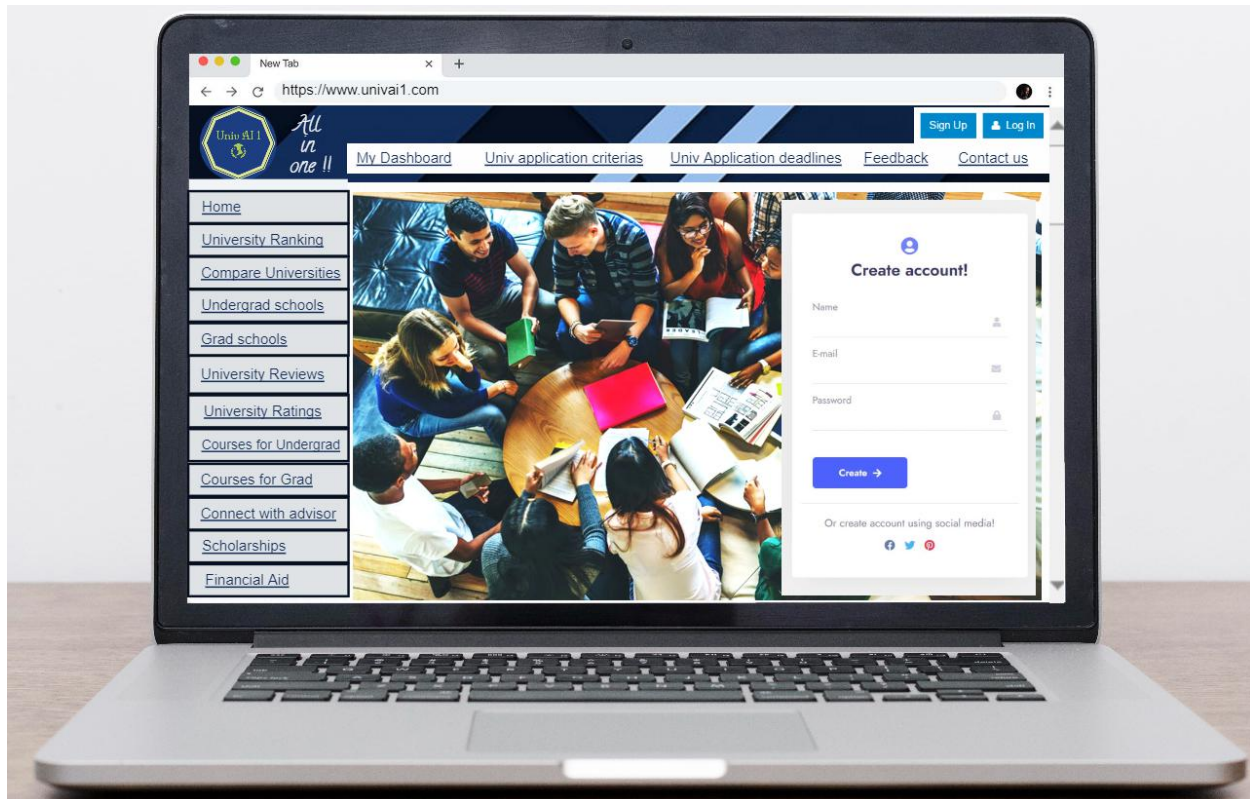 New Tab
https://www.univai1.com
Univ AI 1
All
in
one !!
Sign Up
Log In
My Dashboard
Univ application criterias
Univ Application deadlines
Feedback
Contact us
Home
University Ranking
Compare Universities
Undergrad schools
Grad schools
University Reviews
University Ratings
Courses for Undergrad
Courses for Grad
Connect with advisor
Scholarships
Financial Aid
Create account!
Name
E-mail
Password
Create →
Or create account using social media!